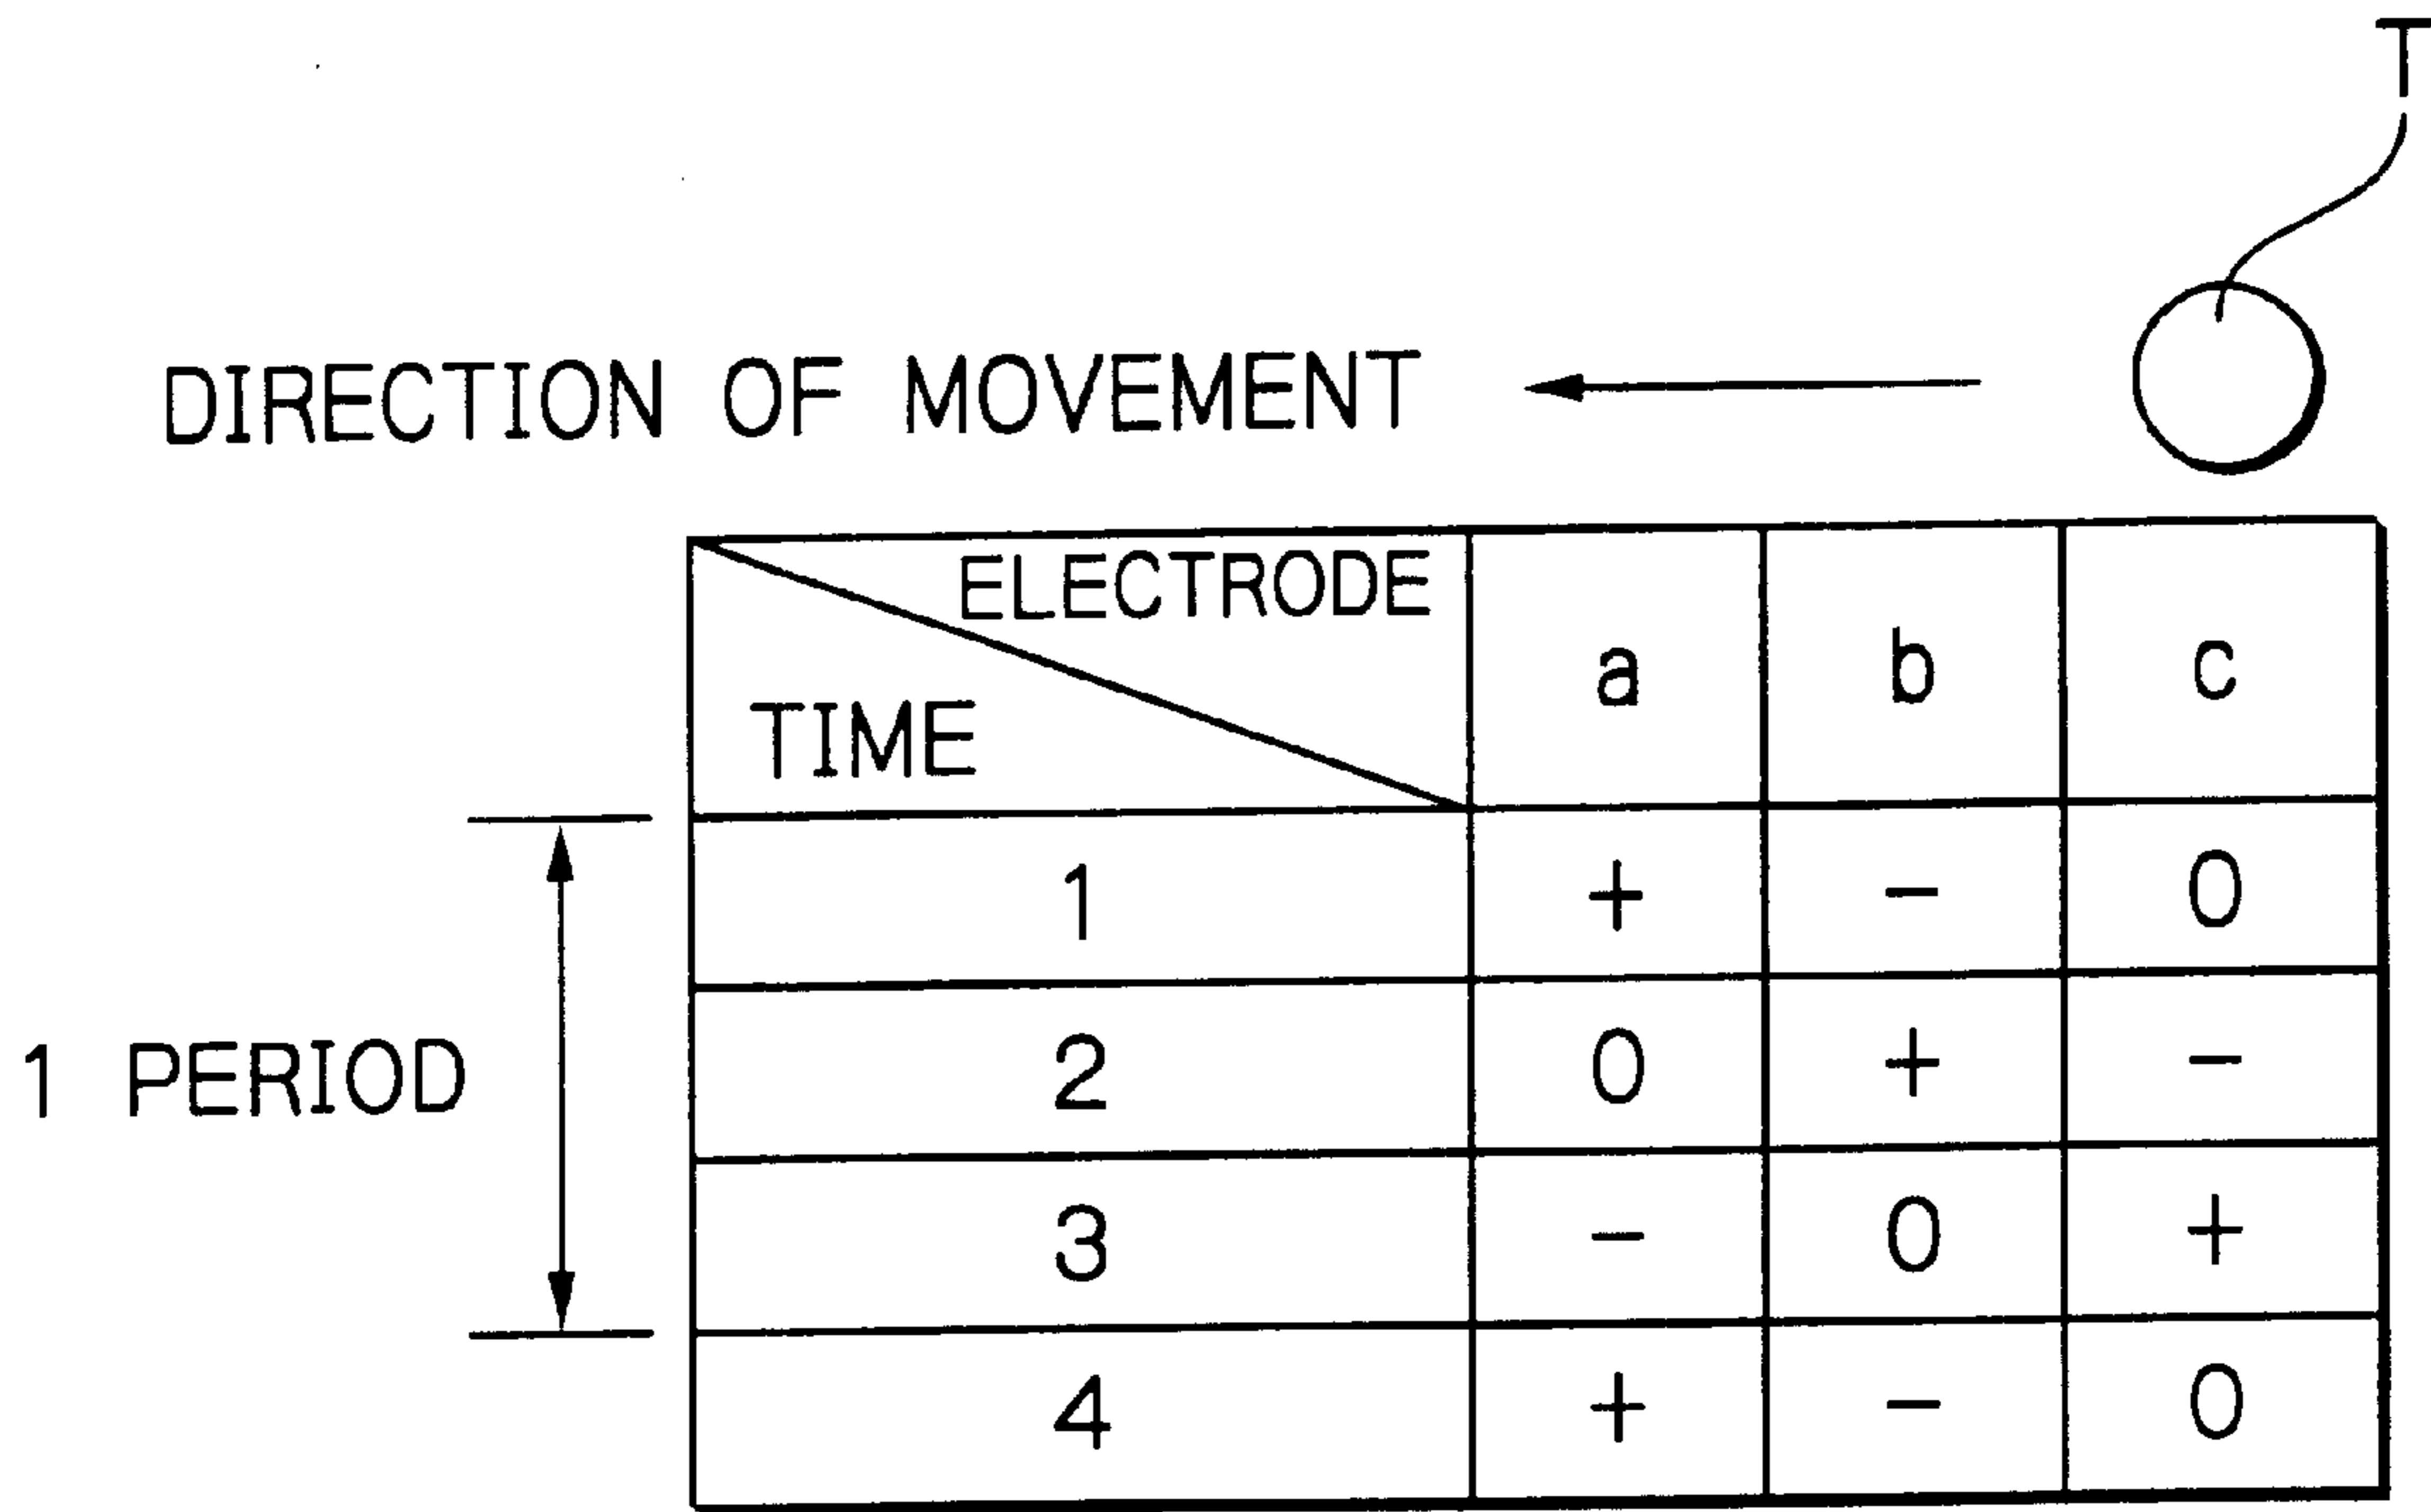 T
DIRECTION OF MOVEMENT
ELECTRODE
TIME
a b c
1 + - 0
2 0 + -
1 PERIOD
3 - 0 +
4 + - 0